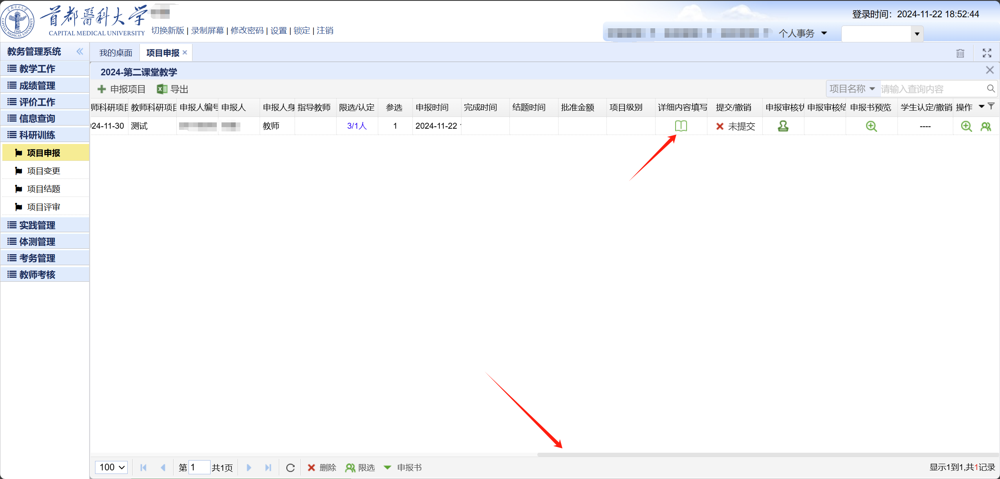 首都醫科大学
CAPITAL MEDICAL UNIVERSITY
切换新版 | 录制屏幕 | 修改密码 | 设置 | 锁定 | 注销
登录时间：2024-11-22 18:52:44
个人事务
教务管理系统
教学工作
成绩管理
评价工作
信息查询
科研训练
项目申报
项目变更
项目结题
项目评审
实践管理
体测管理
考务管理
教师考核
我的桌面 项目申报
2024-第二课堂教学
申报项目 导出 项目名称 请输入查询内容
师科研项目 教师科研项目 申报人编号 申报人 申报人身 指导教师 限选/认定 参选 申报时间 完成时间 结题时间 批准金额 项目级别 详细内容填写 提交/撤销 申报审核状 申报审核结 申报书预览 学生认定/撤销 操作
24-11-30 测试 教师 3/1人 1 2024-11-22 未提交 ----
100 第 1 共1页 删除 限选 申报书 显示1到1,共1记录